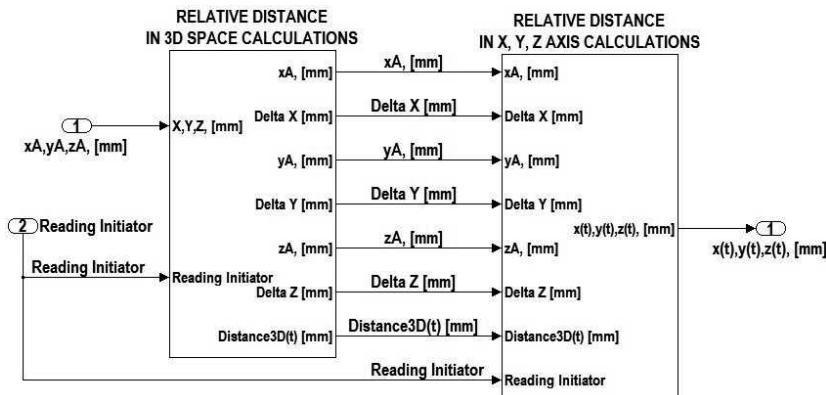 RELATIVE DISTANCE
IN 3D SPACE CALCULATIONS
RELATIVE DISTANCE
IN X, Y, Z AXIS CALCULATIONS
1
xA,yA,zA, [mm]
X,Y,Z, [mm]
2
Reading Initiator
Reading Initiator
Reading Initiator
xA, [mm]
Delta X [mm]
yA, [mm]
Delta Y [mm]
zA, [mm]
Delta Z [mm]
Distance3D(t) [mm]
xA, [mm]
Delta X [mm]
yA, [mm]
Delta Y [mm]
zA, [mm]
Delta Z [mm]
Distance3D(t) [mm]
Reading Initiator
xA, [mm]
Delta X [mm]
yA, [mm]
Delta Y [mm]
zA, [mm]
Delta Z [mm]
Distance3D(t) [mm]
Reading Initiator
x(t),y(t),z(t), [mm]
1
x(t),y(t),z(t), [mm]